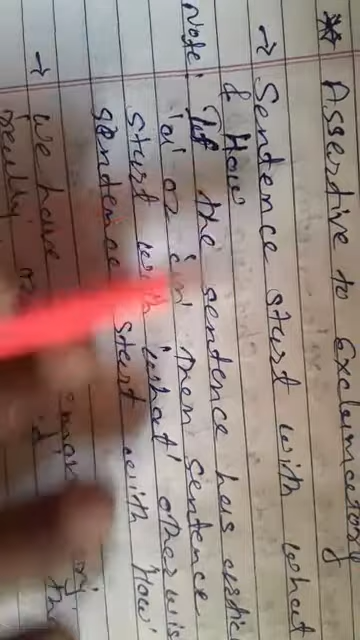 ** Assertive to exclamatory
→ Sentence start with what
& How
Note: If the sentence has
'a' or 'an' then sentence
start with 'what' otherwise
sentence start with 'How'
→ we have